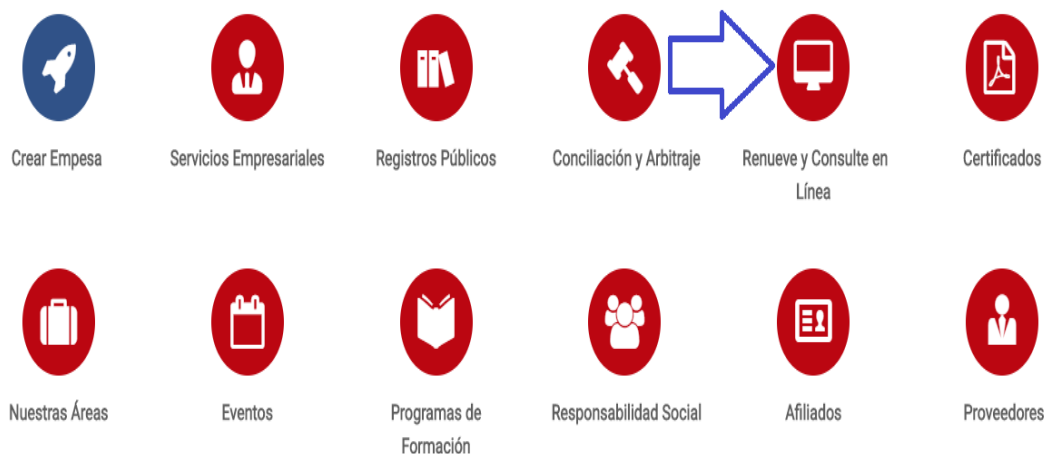 Crear Empesa
Servicios Empresariales
Registros Públicos
Conciliación y Arbitraje
Renueve y Consulte en
Línea
Certificados
Nuestras Áreas
Eventos
Programas de
Formación
Responsabilidad Social
Afiliados
Proveedores